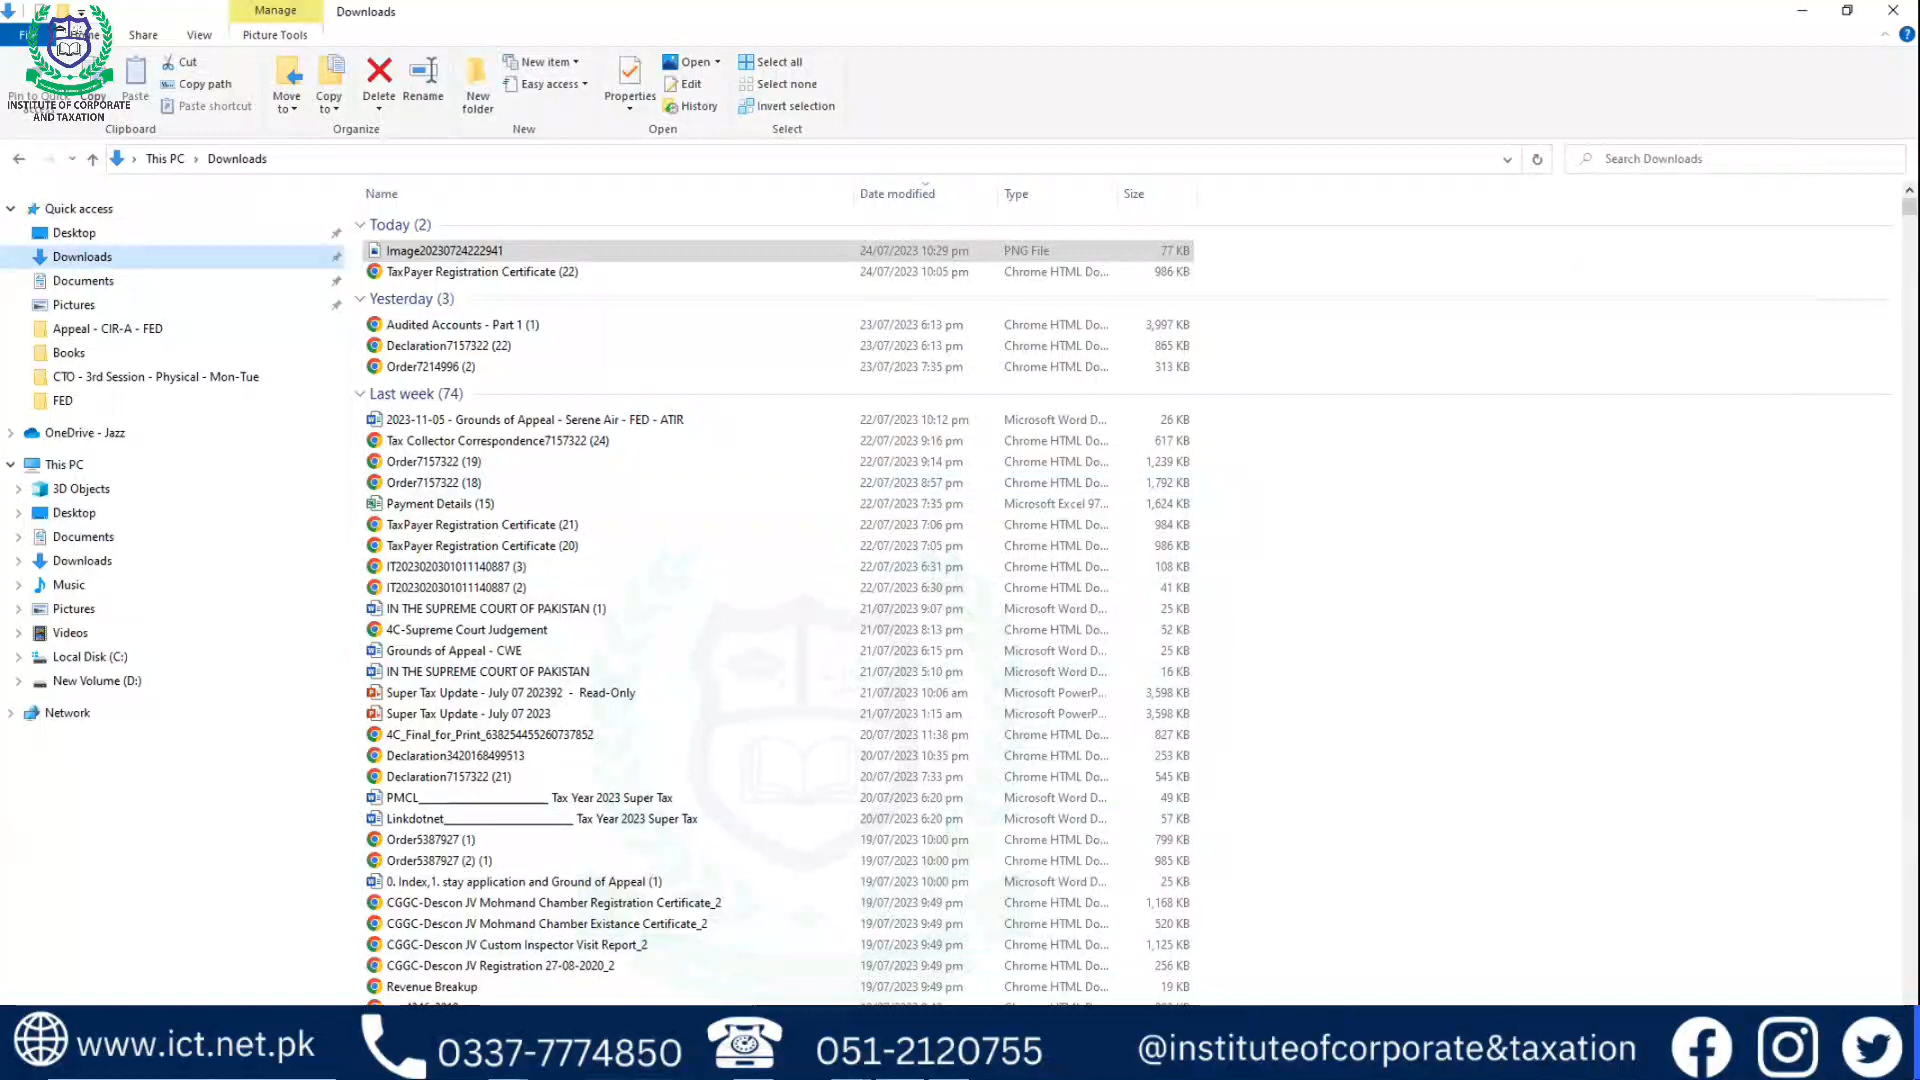 Manage
Downloads
Share
View
Picture Tools
INSTITUTE OF CORPORATE
AND TAXATION
Copy
Paste
Cut
Copy path
Paste shortcut
Clipboard
Move to
Copy to
Delete
Rename
Organize
New folder
New item
Easy access
New
Properties
Open
Edit
History
Open
Select all
Select none
Invert selection
Select
This PC > Downloads
Search Downloads
Name Date modified Type Size
Quick access
Desktop
Downloads
Documents
Pictures
Appeal - CIR-A - FED
Books
CTO - 3rd Session - Physical - Mon-Tue
FED
OneDrive - Jazz
This PC
3D Objects
Desktop
Documents
Downloads
Music
Pictures
Videos
Local Disk (C:)
New Volume (D:)
Network
Today (2)
Image20230724222941 24/07/2023 10:29 pm PNG File 77 KB
TaxPayer Registration Certificate (22) 24/07/2023 10:05 pm Chrome HTML Do... 986 KB
Yesterday (3)
Audited Accounts - Part 1 (1) 23/07/2023 6:13 pm Chrome HTML Do... 3,997 KB
Declaration7157322 (22) 23/07/2023 6:13 pm Chrome HTML Do... 865 KB
Order7214996 (2) 23/07/2023 7:35 pm Chrome HTML Do... 313 KB
Last week (74)
2023-11-05 - Grounds of Appeal - Serene Air - FED - ATIR 22/07/2023 10:12 pm Microsoft Word D... 26 KB
Tax Collector Correspondence7157322 (24) 22/07/2023 9:16 pm Chrome HTML Do... 617 KB
Order7157322 (19) 22/07/2023 9:14 pm Chrome HTML Do... 1,239 KB
Order7157322 (18) 22/07/2023 8:57 pm Chrome HTML Do... 1,792 KB
Payment Details (15) 22/07/2023 7:35 pm Microsoft Excel 97... 1,624 KB
TaxPayer Registration Certificate (21) 22/07/2023 7:06 pm Chrome HTML Do... 984 KB
TaxPayer Registration Certificate (20) 22/07/2023 7:05 pm Chrome HTML Do... 986 KB
IT2023020301011140887 (3) 22/07/2023 6:31 pm Chrome HTML Do... 108 KB
IT2023020301011140887 (2) 22/07/2023 6:30 pm Chrome HTML Do... 41 KB
IN THE SUPREME COURT OF PAKISTAN (1) 21/07/2023 9:07 pm Microsoft Word D... 25 KB
4C-Supreme Court Judgement 21/07/2023 8:13 pm Chrome HTML Do... 52 KB
Grounds of Appeal - CWE 21/07/2023 6:15 pm Microsoft Word D... 25 KB
IN THE SUPREME COURT OF PAKISTAN 21/07/2023 5:10 pm Microsoft Word D... 16 KB
Super Tax Update - July 07 202392 - Read-Only 21/07/2023 10:06 am Microsoft PowerP... 3,598 KB
Super Tax Update - July 07 2023 21/07/2023 1:15 am Microsoft PowerP... 3,598 KB
4C_Final_for_Print_638254455260737852 20/07/2023 11:38 pm Chrome HTML Do... 827 KB
Declaration3420168499513 20/07/2023 10:35 pm Chrome HTML Do... 253 KB
Declaration7157322 (21) 20/07/2023 7:33 pm Chrome HTML Do... 545 KB
PMCL____________________ Tax Year 2023 Super Tax 20/07/2023 6:20 pm Microsoft Word D... 49 KB
Linkdotnet____________________ Tax Year 2023 Super Tax 20/07/2023 6:20 pm Microsoft Word D... 57 KB
Order5387927 (1) 19/07/2023 10:00 pm Chrome HTML Do... 799 KB
Order5387927 (2) (1) 19/07/2023 10:00 pm Chrome HTML Do... 985 KB
0. Index,1. stay application and Ground of Appeal (1) 19/07/2023 10:00 pm Microsoft Word D... 25 KB
CGGC-Descon JV Mohmand Chamber Registration Certificate_2 19/07/2023 9:49 pm Chrome HTML Do... 1,168 KB
CGGC-Descon JV Mohmand Chamber Existance Certificate_2 19/07/2023 9:49 pm Chrome HTML Do... 520 KB
CGGC-Descon JV Custom Inspector Visit Report_2 19/07/2023 9:49 pm Chrome HTML Do... 1,125 KB
CGGC-Descon JV Registration 27-08-2020_2 19/07/2023 9:49 pm Chrome HTML Do... 256 KB
Revenue Breakup 19/07/2023 9:49 pm Chrome HTML Do... 19 KB
www.ict.net.pk
0337-7774850
051-2120755
@instituteofcorporate&taxation